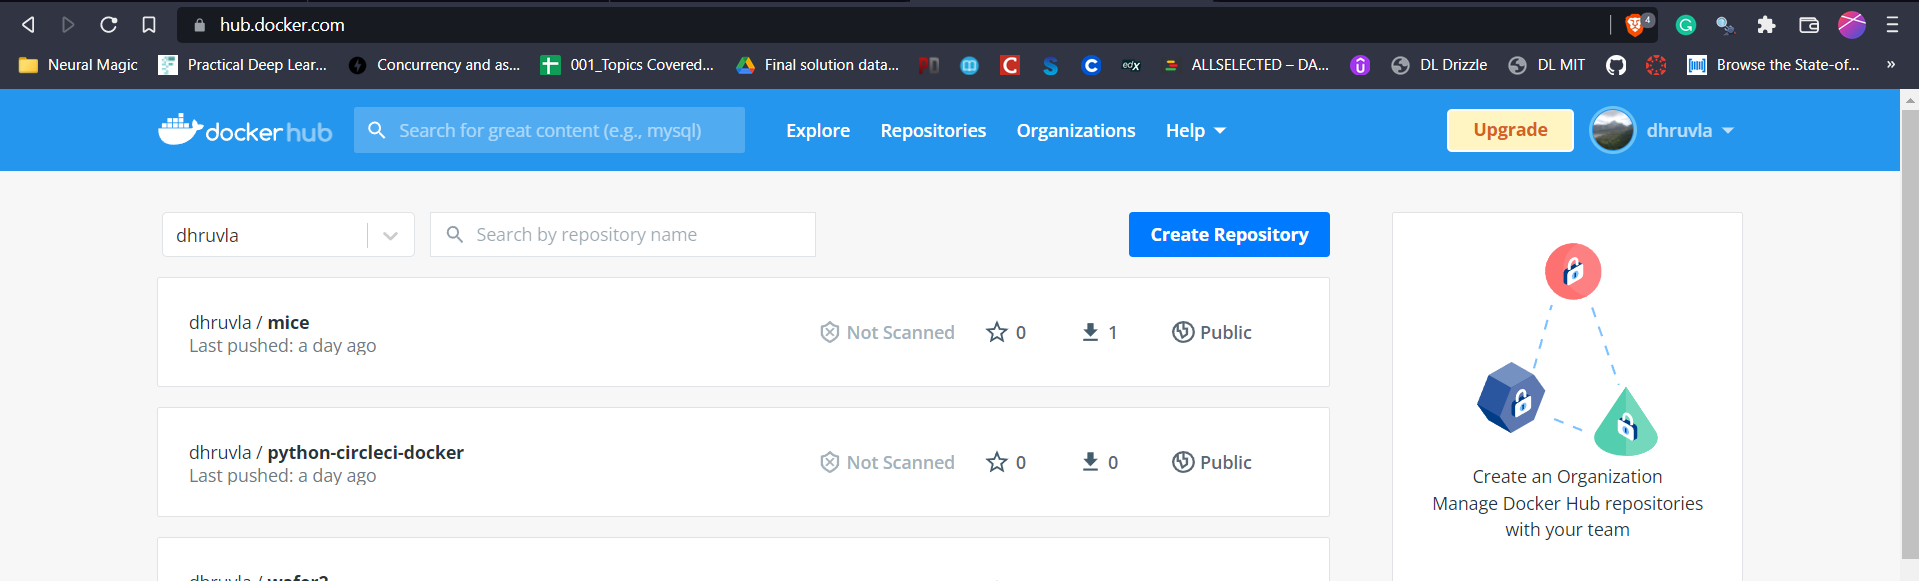 hub.docker.com
4
Neural Magic
Practical Deep Lear...
Concurrency and as...
001_Topics Covered...
Final solution data...
ALLSELECTED – DA...
DL Drizzle
DL MIT
Browse the State-of...
»
docker hub
Search for great content (e.g., mysql)
Explore
Repositories
Organizations
Help
Upgrade
dhruvla
dhruvla
Search by repository name
Create Repository
dhruvla / mice
Last pushed: a day ago
Not Scanned
0
1
Public
dhruvla / python-circleci-docker
Last pushed: a day ago
Not Scanned
0
0
Public
dhruvla / wafer2
Create an Organization
Manage Docker Hub repositories
with your team